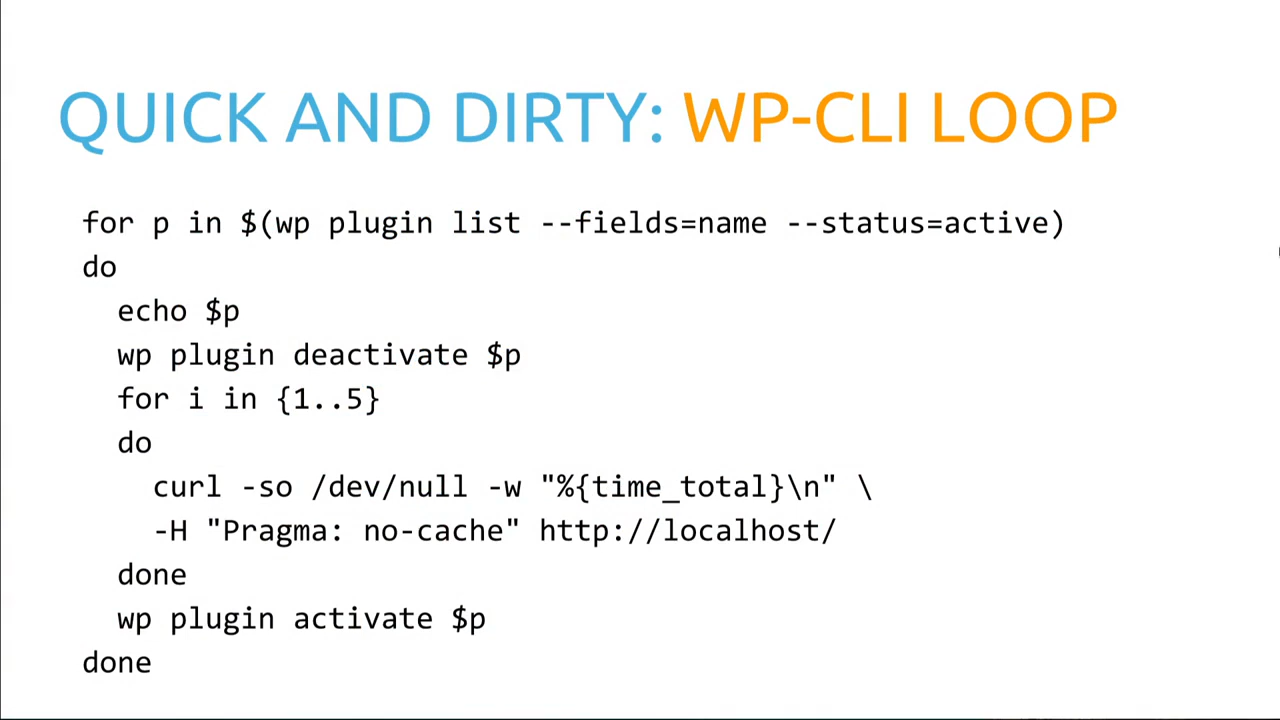 QUICK AND DIRTY: WP-CLI LOOP
for p in $(wp plugin list --fields=name --status=active)
do
  echo $p
  wp plugin deactivate $p
  for i in {1..5}
  do
    curl -so /dev/null -w "%{time_total}\n" \
    -H "Pragma: no-cache" http://localhost/
  done
  wp plugin activate $p
done